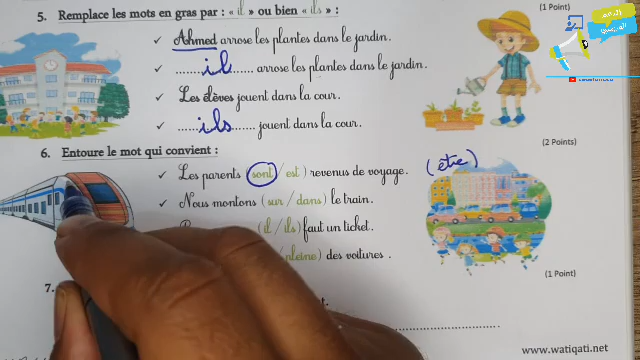 (1 Point)
5. Remplace les mots en gras par : « il » ou bien « ils » :
✓ Ahmed arrose les plantes dans le jardin.
✓ ........il...... arrose les plantes dans le jardin.
✓ Les élèves jouent dans la cour.
✓ ......ils....... jouent dans la cour.
(2 Points)
6. Entoure le mot qui convient :
✓ Les parents (sont / est) revenus de voyage. (être)
✓ Nous montons (sur / dans) le train.
(il / ils) faut un tichet.
pleine) des voitures .
(1 Point)
7.
www.watiqati.net